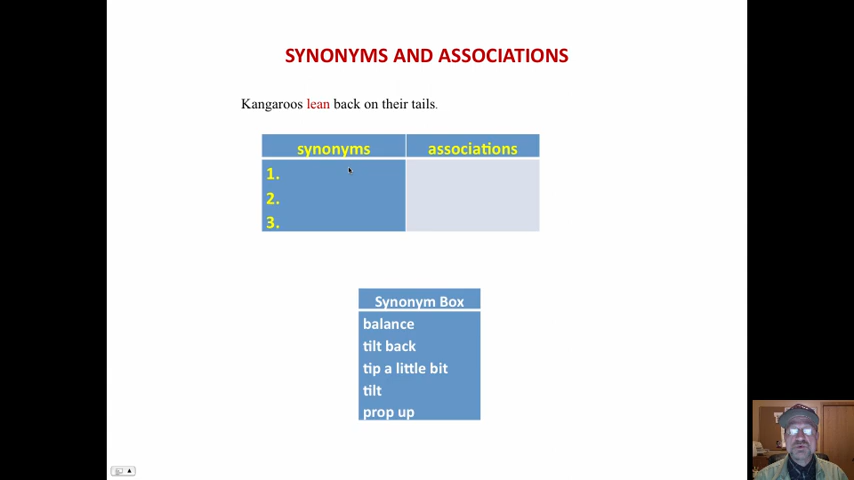 SYNONYMS AND ASSOCIATIONS
Kangaroos lean back on their tails.
synonyms associations
1.
2.
3.
Synonym Box
balance
tilt back
tip a little bit
tilt
prop up